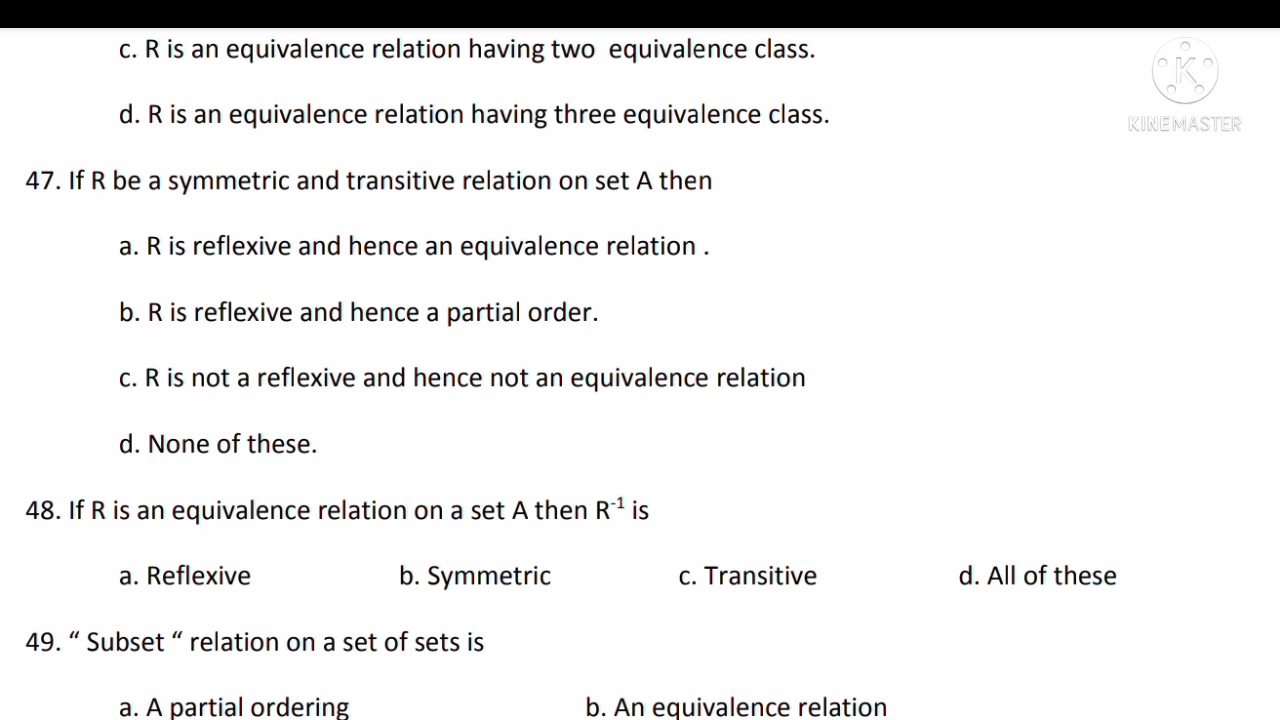 c. R is an equivalence relation having two  equivalence class.
K
KINEMASTER
d. R is an equivalence relation having three equivalence class.
47. If R be a symmetric and transitive relation on set A then
a. R is reflexive and hence an equivalence relation .
b. R is reflexive and hence a partial order.
c. R is not a reflexive and hence not an equivalence relation
d. None of these.
48. If R is an equivalence relation on a set A then R⁻¹ is
a. Reflexive b. Symmetric c. Transitive d. All of these
49. “ Subset “ relation on a set of sets is
a. A partial ordering b. An equivalence relation